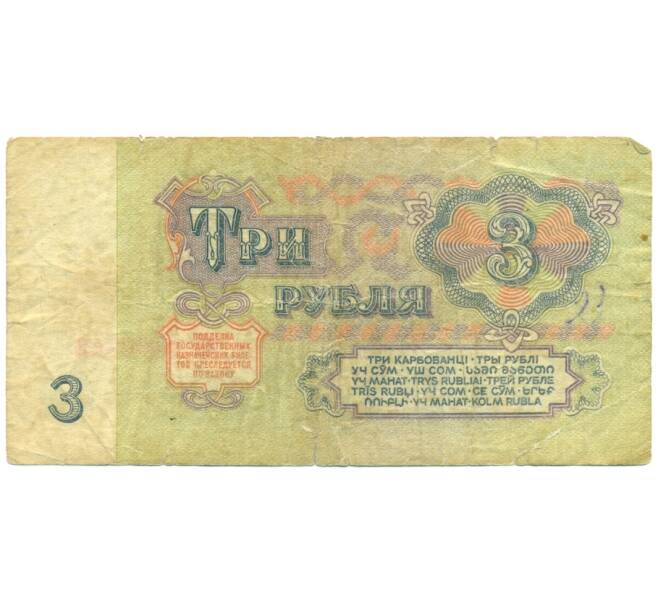 ТРИ
3
РУБЛЯ
ПОДДЕЛКА
ГОСУДАРСТВЕННЫХ
КАЗНАЧЕЙСКИХ БИЛЕ-
ТОВ ПРЕСЛЕДУЕТСЯ
ПО ЗАКОНУ
ТРИ КАРБОВАНЦІ · ТРЫ РУБЛІ
УЧ СЎМ · ҮШ СОМ · ᲡᲐᲛᲘ ᲛᲐᲜᲔᲗᲘ
ҮЧ МАНАТ · TRYS RUBLIAI · ТРЕЙ РУБЛЕ
TRĪS RUBĻI · ҮЧ СОМ · СЕ СӮМ · ԵՐԵՔ
ՌՈՒԲԼԻ · ҮЧ МАНАТ · KOLM RUBLA
3